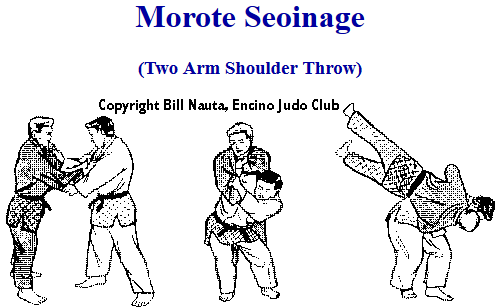 Morote Seoinage
(Two Arm Shoulder Throw)
Copyright Bill Nauta, Encino Judo Club